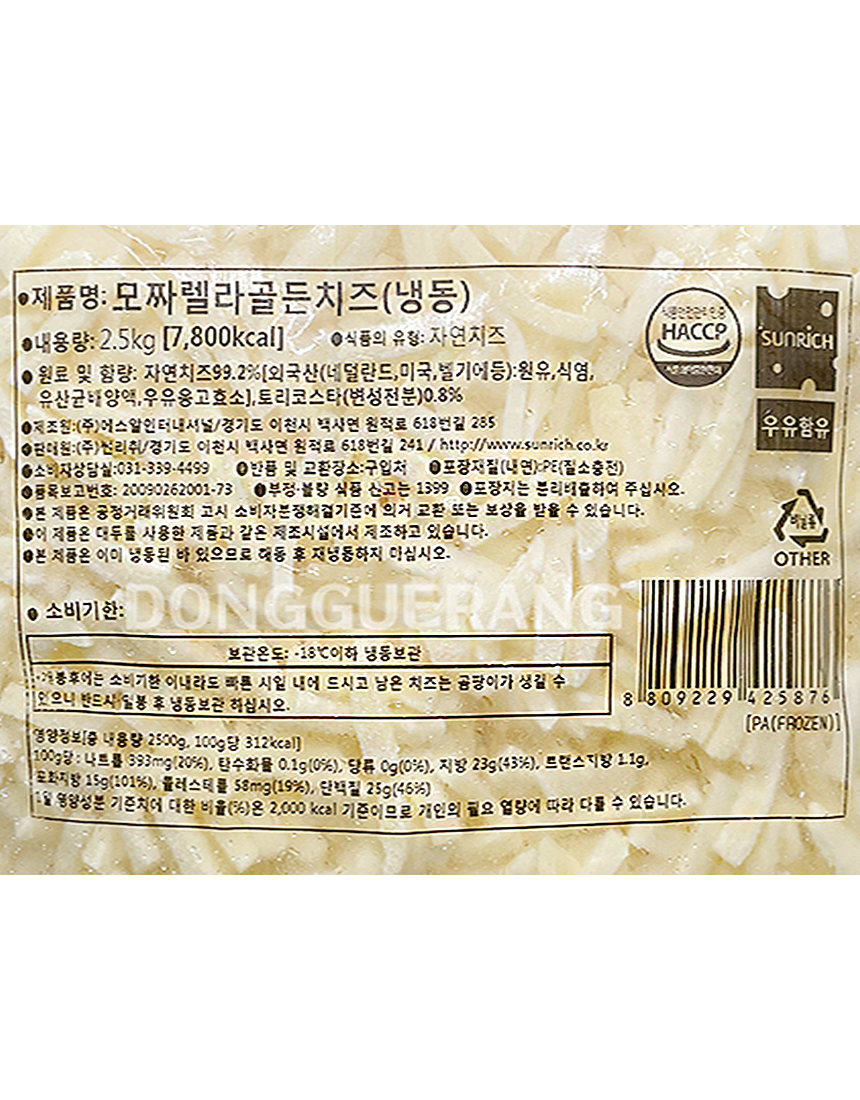 제품명: 모짜렐라골든치즈(냉동)
내용량: 2.5kg [7,800kcal] 식품의 유형: 자연치즈
원료 및 함량: 자연치즈99.2%[외국산(네덜란드,미국,벨기에등):원유,식염,
유산균배양액,우유응고효소],토리코스타(변성전분)0.8%
제조원:(주)에스알인터내셔널/경기도 이천시 백사면 원적로 618번길 285
판매원:(주)썬리취/경기도 이천시 백사면 원적로 618번길 241 / http://www.sunrich.co.kr
소비자상담실:031-339-4499 반품 및 교환장소:구입처 포장재질(내면):PE(질소충전)
품목보고번호: 20090262001-73 부정·불량 식품 신고는 1399 포장지는 분리배출하여 주십시오.
본 제품은 공정거래위원회 고시 소비자분쟁해결기준에 의거 교환 또는 보상을 받을 수 있습니다.
이 제품은 대두를 사용한 제품과 같은 제조시설에서 제조하고 있습니다.
본 제품은 이미 냉동된 바 있으므로 해동 후 재냉동하지 마십시오.
HACCP
SUNRICH
우유함유
비닐류
OTHER
소비기한:
DONGGUERANG
보관온도: -18℃이하 냉동보관
개봉후에는 소비기한 이내라도 빠른 시일 내에 드시고 남은 치즈는 곰팡이가 생길 수
있으니 반드시 밀봉 후 냉동보관 하십시오.
8 809229 425876
[PA(FROZEN)]
영양정보[총 내용량 2500g, 100g당 312kcal]
100g당 : 나트륨 393mg(20%), 탄수화물 0.1g(0%), 당류 0g(0%), 지방 23g(43%), 트랜스지방 1.1g,
포화지방 15g(101%), 콜레스테롤 58mg(19%), 단백질 25g(46%)
1일 영양성분 기준치에 대한 비율(%)은 2,000 kcal 기준이므로 개인의 필요 열량에 따라 다를 수 있습니다.